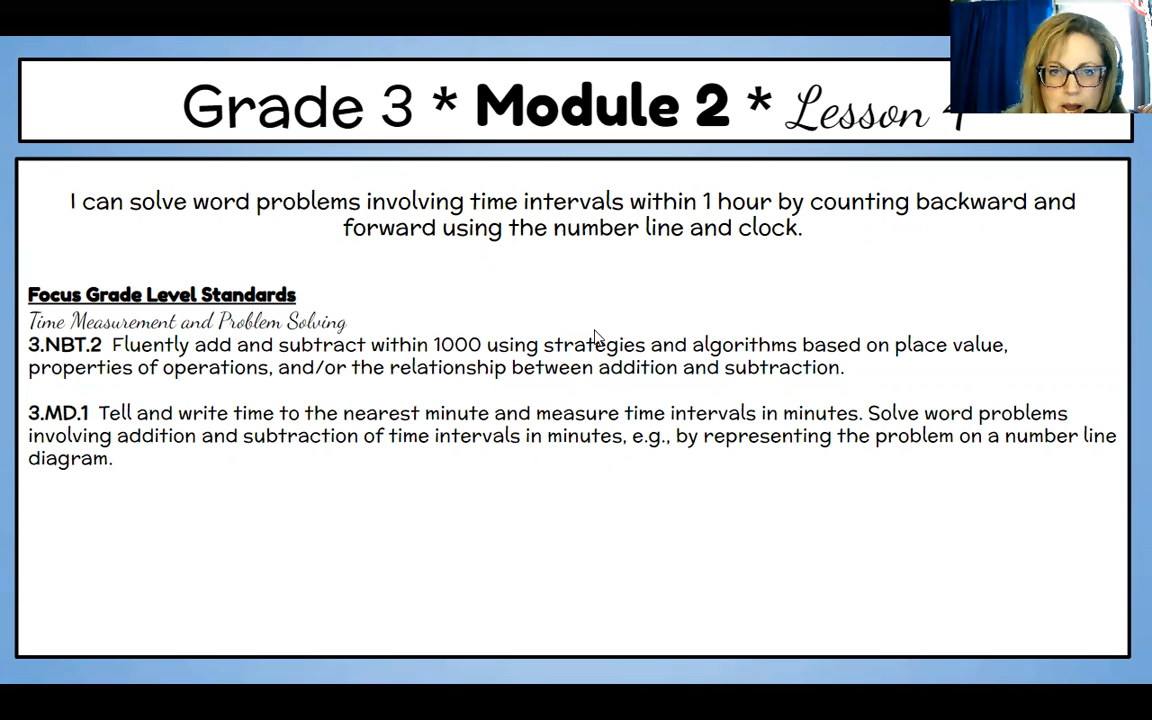 Grade 3 * Module 2 * Lesson 4
I can solve word problems involving time intervals within 1 hour by counting backward and
forward using the number line and clock.
Focus Grade Level Standards
Time Measurement and Problem Solving
3.NBT.2 Fluently add and subtract within 1000 using strategies and algorithms based on place value,
properties of operations, and/or the relationship between addition and subtraction.
3.MD.1 Tell and write time to the nearest minute and measure time intervals in minutes. Solve word problems
involving addition and subtraction of time intervals in minutes, e.g., by representing the problem on a number line
diagram.